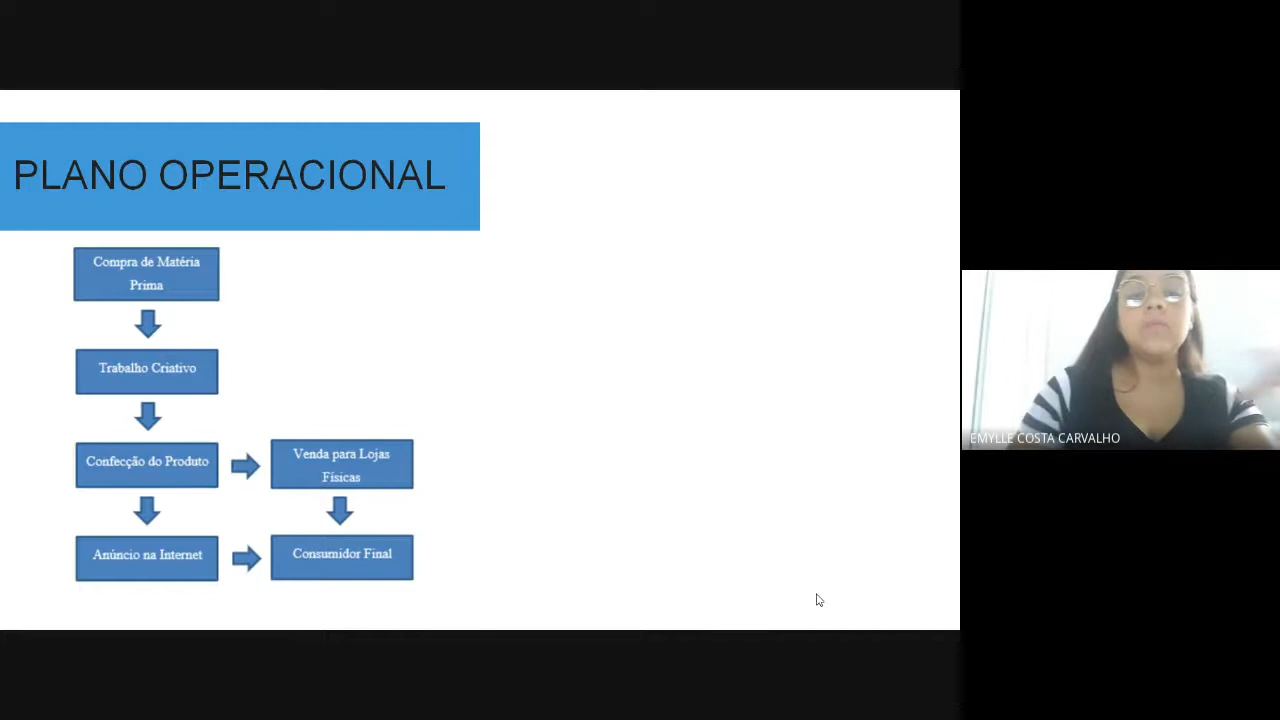 PLANO OPERACIONAL
Compra de Matéria
Prima
Trabalho Criativo
Confecção do Produto
Venda para Lojas
Físicas
Anúncio na Internet
Consumidor Final
EMYLLE COSTA CARVALHO